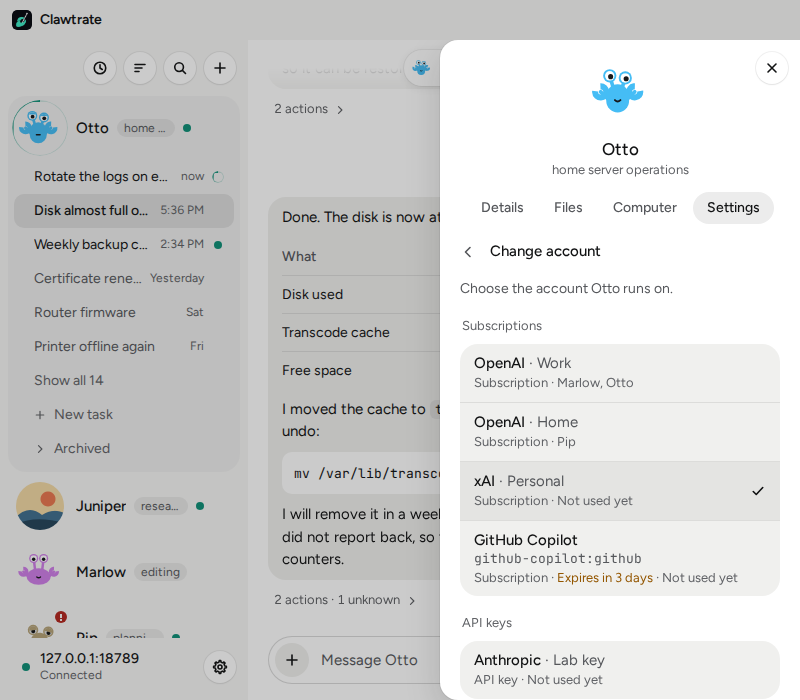 Clawtrate
Otto home ...
Rotate the logs on e... now
Disk almost full o... 5:36 PM
Weekly backup c... 2:34 PM
Certificate rene... Yesterday
Router firmware Sat
Printer offline again Fri
Show all 14
New task
Archived
Juniper resea...
Marlow editing
Pip planni...
127.0.0.1:18789
Connected
so it can be restor
2 actions
Done. The disk is now at
What
Disk used
Transcode cache
Free space
I moved the cache to
undo:
mv /var/lib/transco
I will remove it in a wee
did not report back, so
counters.
2 actions · 1 unknown
Message Otto
Otto
home server operations
Details Files Computer Settings
Change account
Choose the account Otto runs on.
Subscriptions
OpenAI · Work
Subscription · Marlow, Otto
OpenAI · Home
Subscription · Pip
xAI · Personal
Subscription · Not used yet
GitHub Copilot
github-copilot:github
Subscription · Expires in 3 days · Not used yet
API keys
Anthropic · Lab key
API key · Not used yet